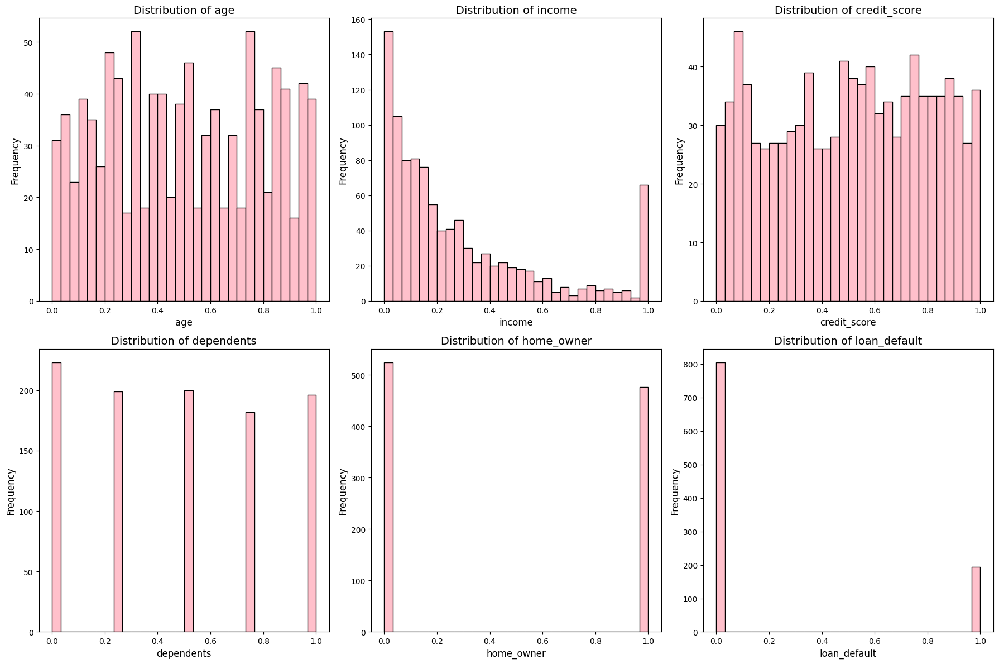 Distribution of age
50
40
30
20
10
0
Frequency
0.0 0.2 0.4 0.6 0.8 1.0
age
Distribution of income
160
140
120
100
80
60
40
20
0
Frequency
0.0 0.2 0.4 0.6 0.8 1.0
income
Distribution of credit_score
40
30
20
10
0
Frequency
0.0 0.2 0.4 0.6 0.8 1.0
credit_score
Distribution of dependents
200
150
100
50
0
Frequency
0.0 0.2 0.4 0.6 0.8 1.0
dependents
Distribution of home_owner
500
400
300
200
100
0
Frequency
0.0 0.2 0.4 0.6 0.8 1.0
home_owner
Distribution of loan_default
800
700
600
500
400
300
200
100
0
Frequency
0.0 0.2 0.4 0.6 0.8 1.0
loan_default